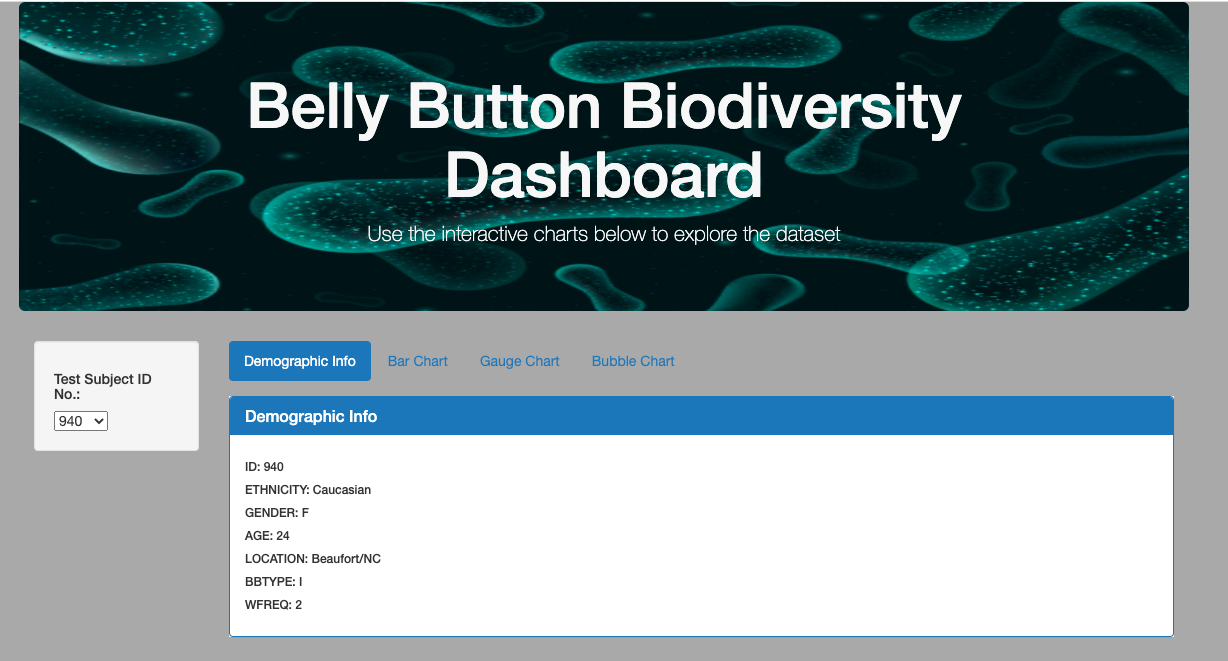 Belly Button Biodiversity
Dashboard
Use the interactive charts below to explore the dataset
Test Subject ID
No.:
940
Demographic Info
Bar Chart
Gauge Chart
Bubble Chart
Demographic Info
ID: 940
ETHNICITY: Caucasian
GENDER: F
AGE: 24
LOCATION: Beaufort/NC
BBTYPE: I
WFREQ: 2